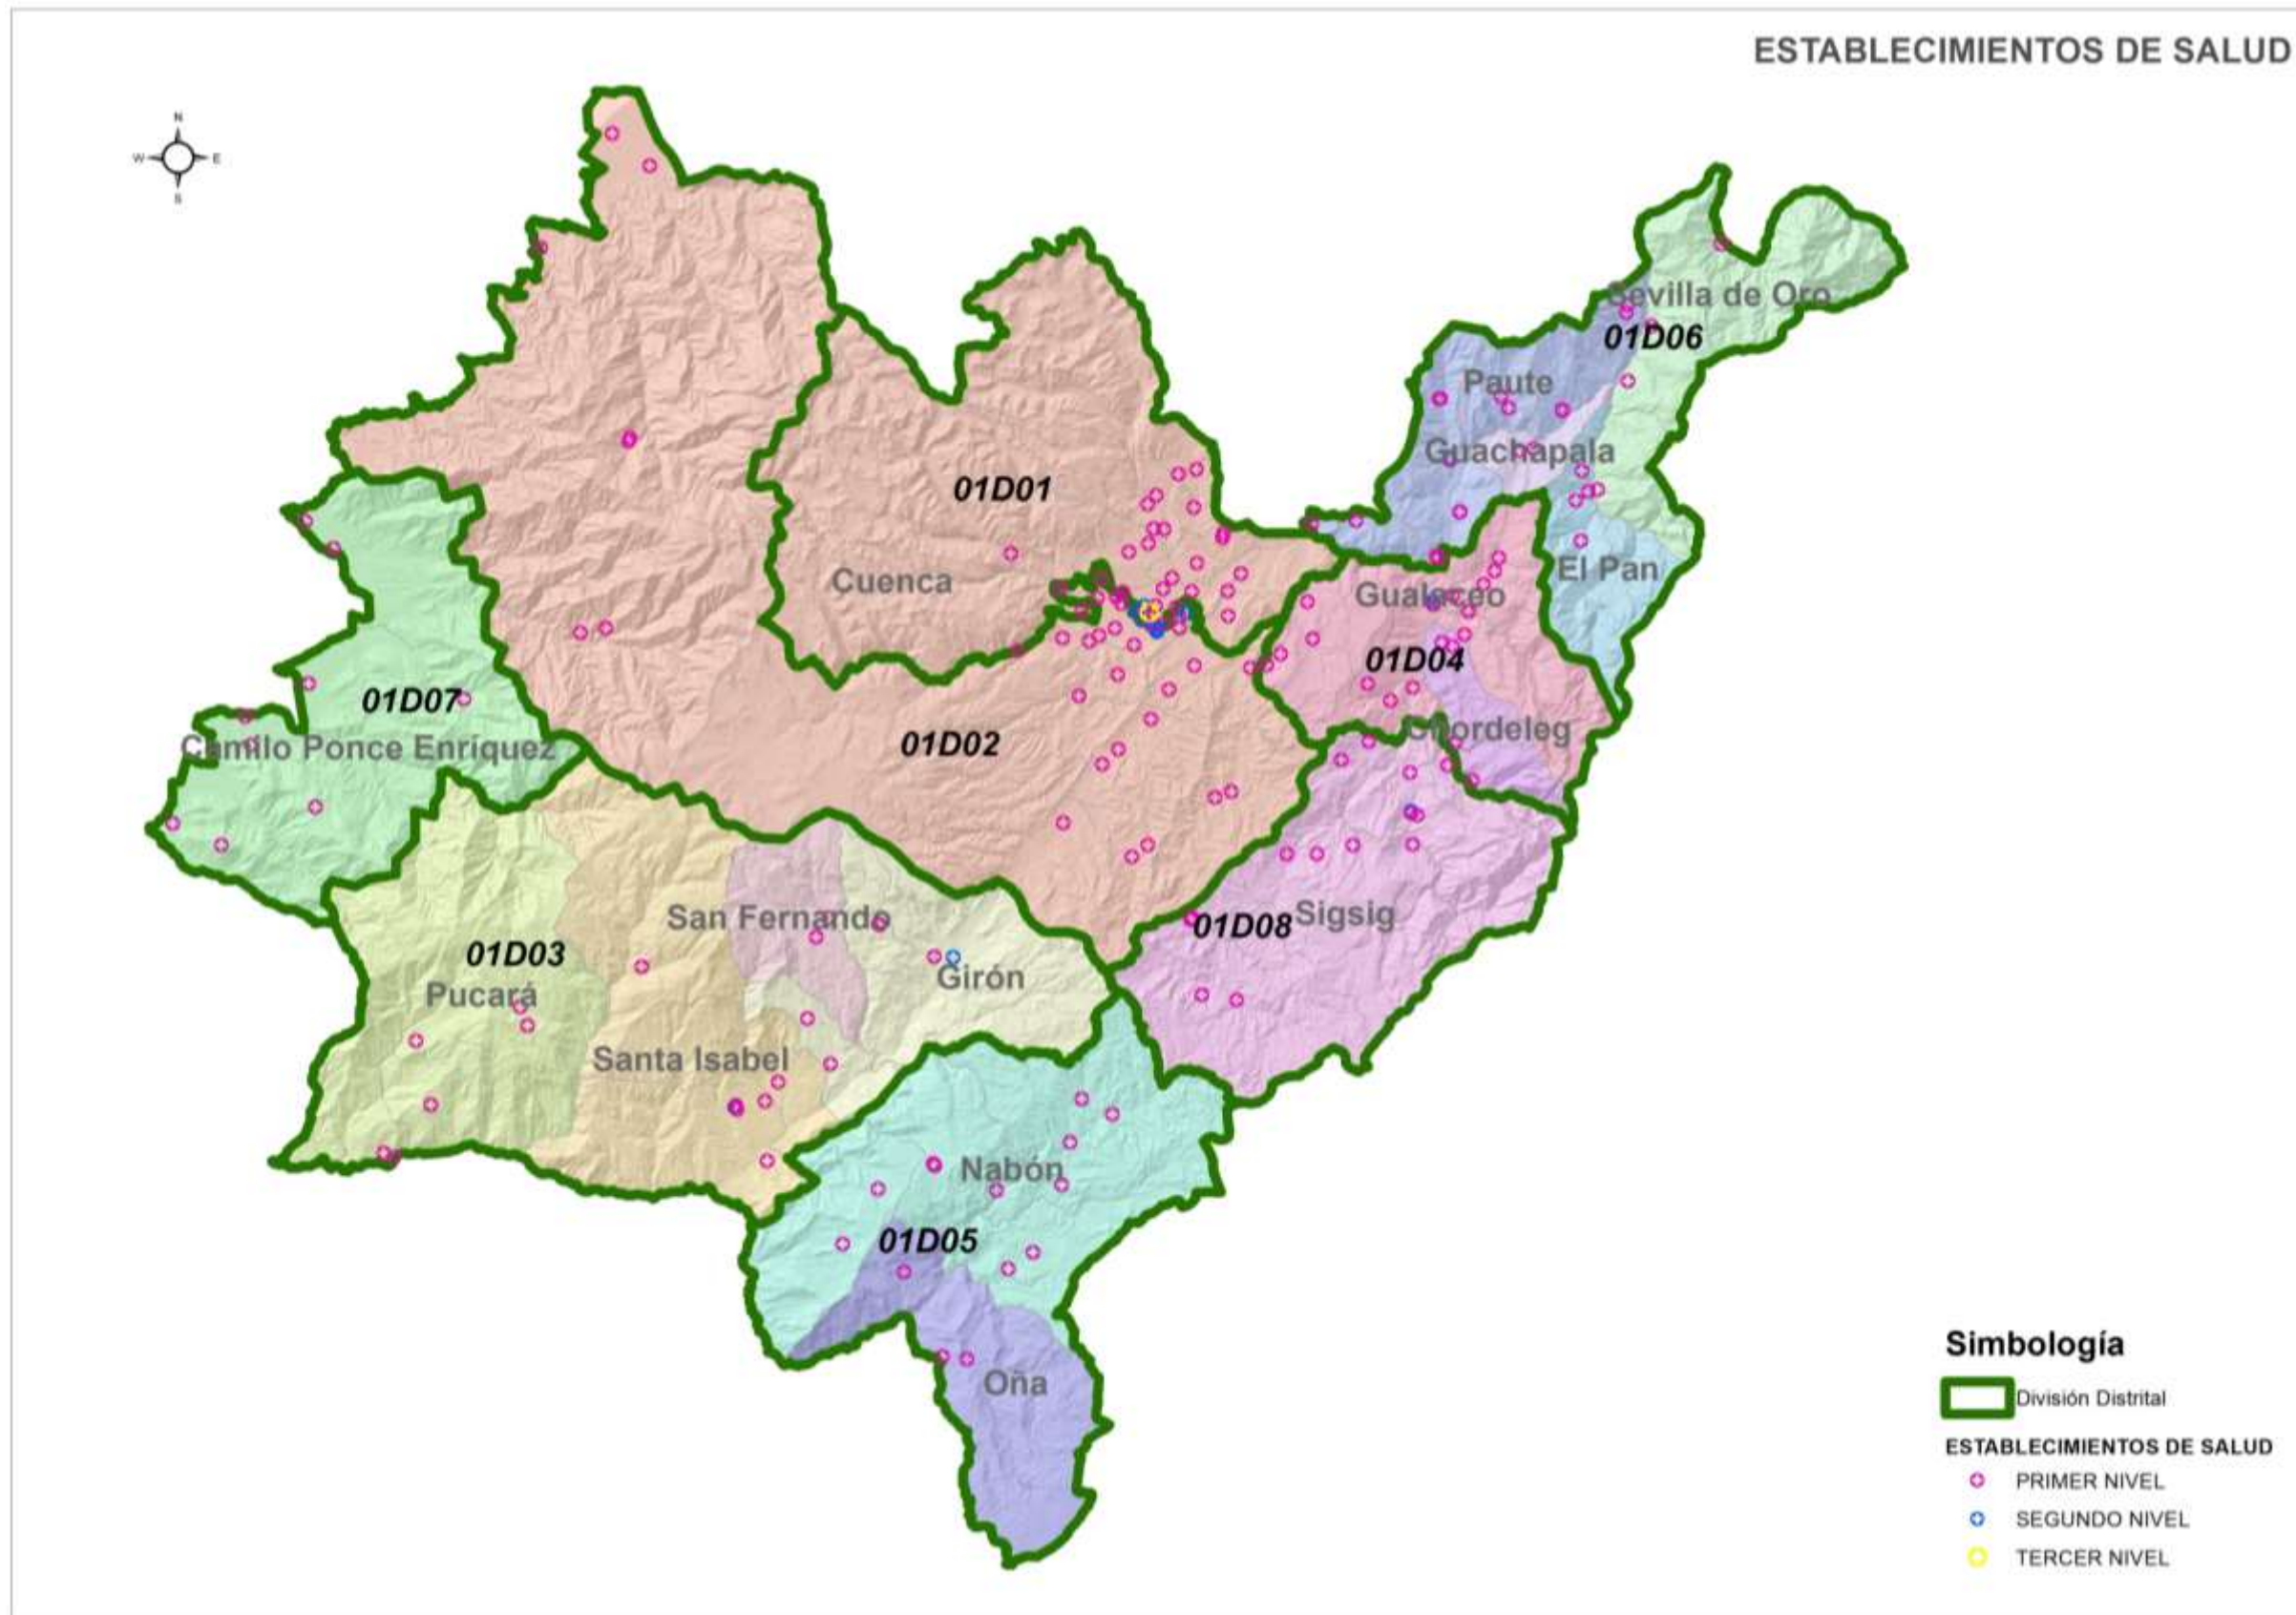 ESTABLECIMIENTOS DE SALUD
N
W E
S
Sevilla de Oro
01D06
Paute
Guachapala
01D01
El Pan
Cuenca
Gualaceo
01D04
01D07
Chordeleg
01D02
Camilo Ponce Enríquez
San Fernando
Sigsig
01D08
01D03
Girón
Pucará
Santa Isabel
Nabón
01D05
Oña
Simbología
División Distrital
ESTABLECIMIENTOS DE SALUD
PRIMER NIVEL
SEGUNDO NIVEL
TERCER NIVEL